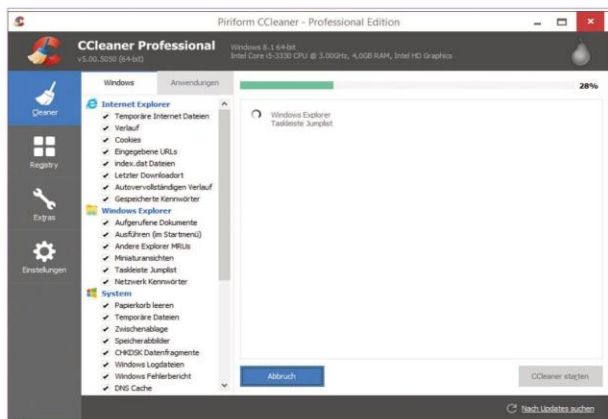 Piriform CCleaner - Professional Edition
CCleaner Professional
v5.00.5050 (64-bit)
Windows 8.1 64-bit
Intel Core i5-3330 CPU @ 3.00GHz, 4,0GB RAM, Intel HD Graphics
Cleaner
Registry
Extras
Einstellungen
Windows
Anwendungen
Internet Explorer
Temporäre Internet Dateien
Verlauf
Cookies
Eingegebene URLs
index.dat Dateien
Letzter Downloadort
Autovervollständigen Verlauf
Gespeicherte Kennwörter
Windows Explorer
Aufgerufene Dokumente
Ausführen (im Startmenü)
Andere Explorer MRUs
Miniaturansichten
Taskleiste Jumplist
Netzwerk Kennwörter
System
Papierkorb leeren
Temporäre Dateien
Zwischenablage
Speicherabbilder
CHKDSK Datenfragmente
Windows Logdateien
Windows Fehlerbericht
DNS Cache
28%
Windows Explorer
Taskleiste Jumplist
Abbruch
CCleaner starten
Nach Updates suchen